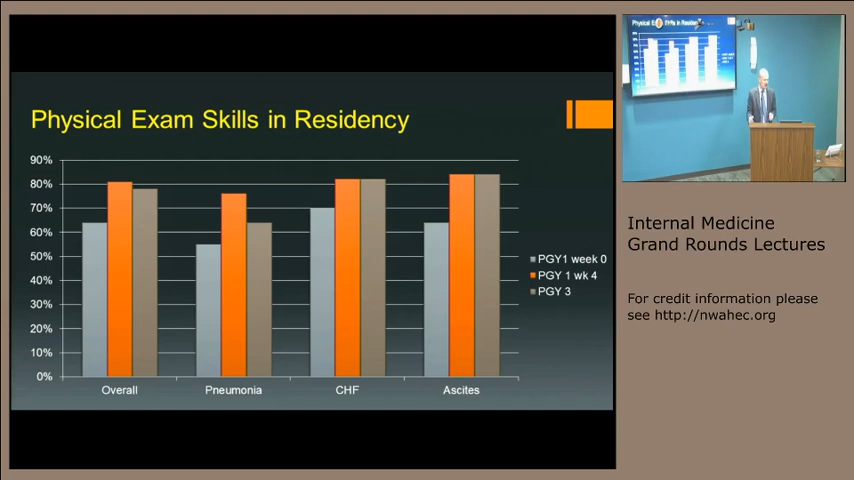 Physical Exam Skills in Residency
90%
80%
70%
60%
50%
40%
30%
20%
10%
0%
Overall
Pneumonia
CHF
Ascites
PGY1 week 0
PGY 1 wk 4
PGY 3
Internal Medicine
Grand Rounds Lectures
For credit information please
see http://nwahec.org